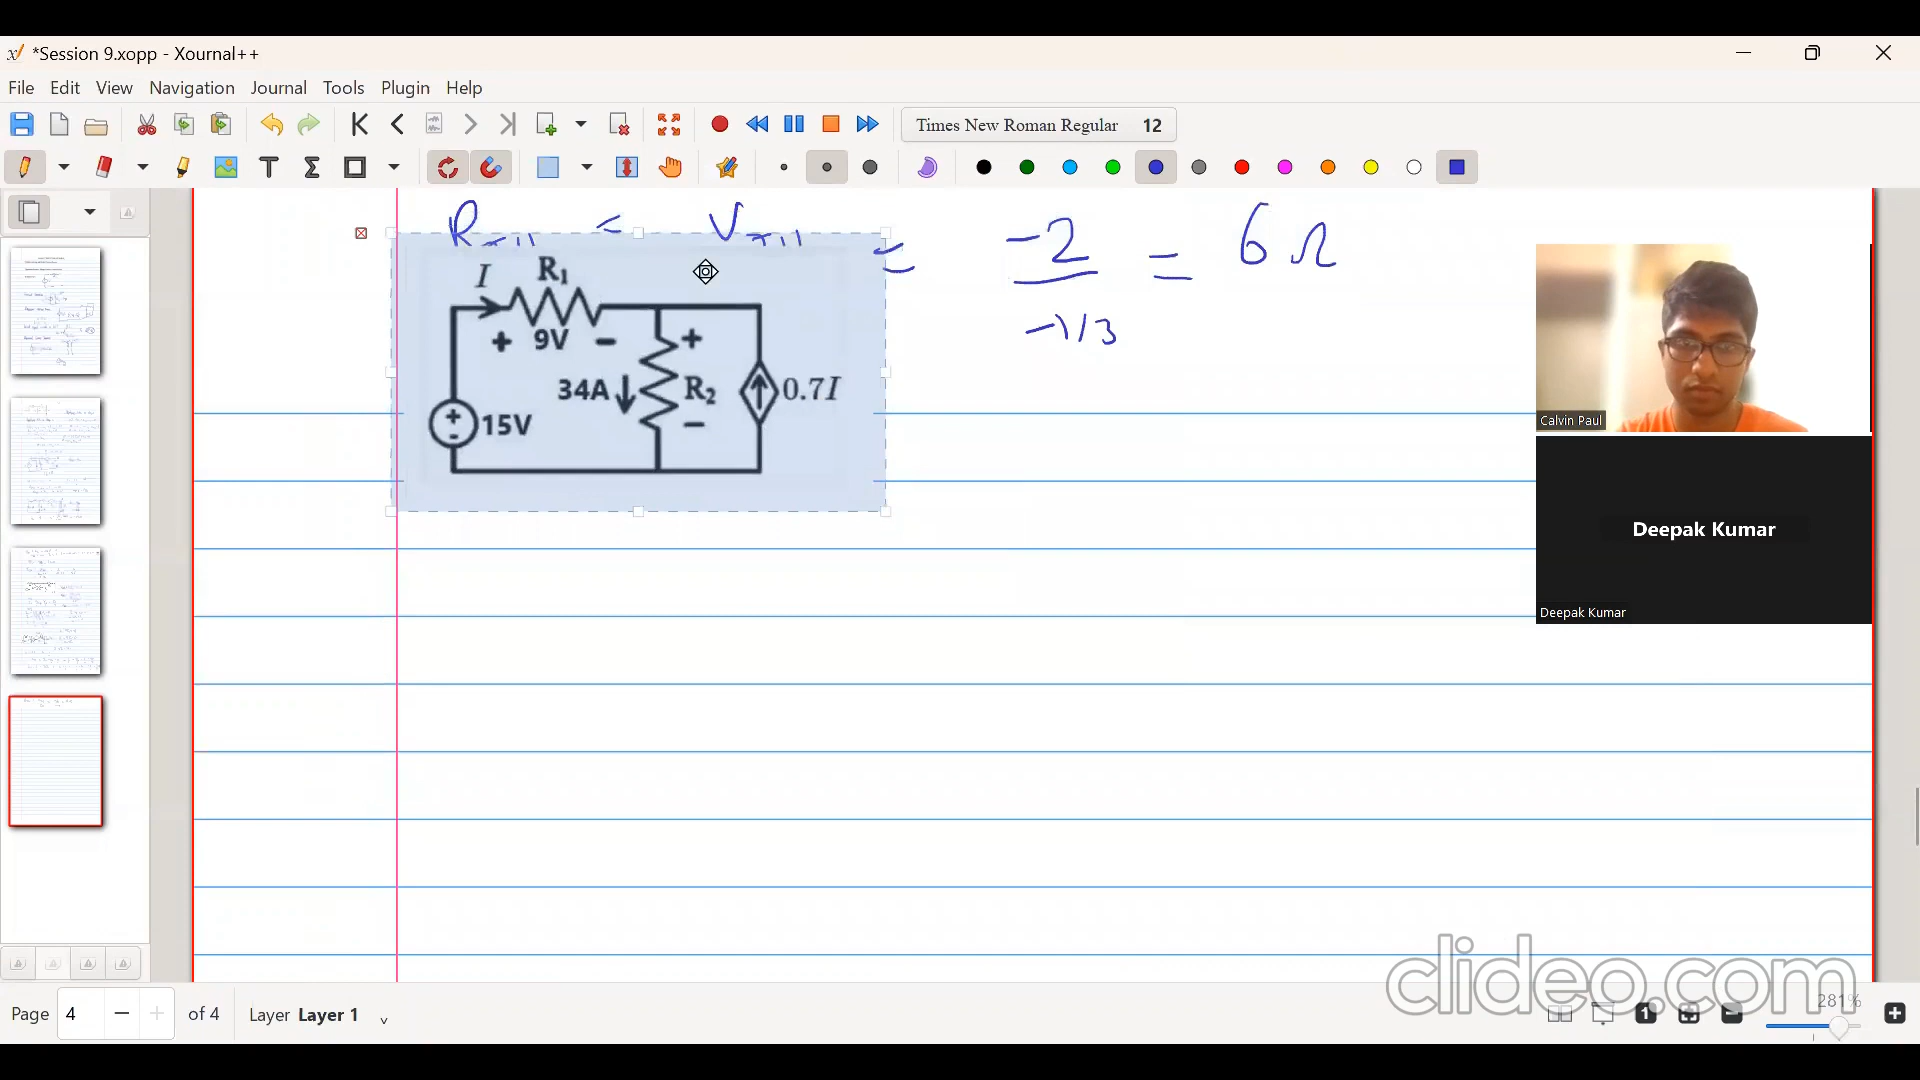 *Session 9.xopp - Xournal++
File Edit View Navigation Journal Tools Plugin Help
Times New Roman Regular 12
= -2 = 6 Ω
-1/3
I R₁
+ 9V -
+
34A R₂ 0.7I
+
- 15V
-
Calvin Paul
Deepak Kumar
Deepak Kumar
clideo.com
281%
Page 4 of 4 Layer Layer 1
1